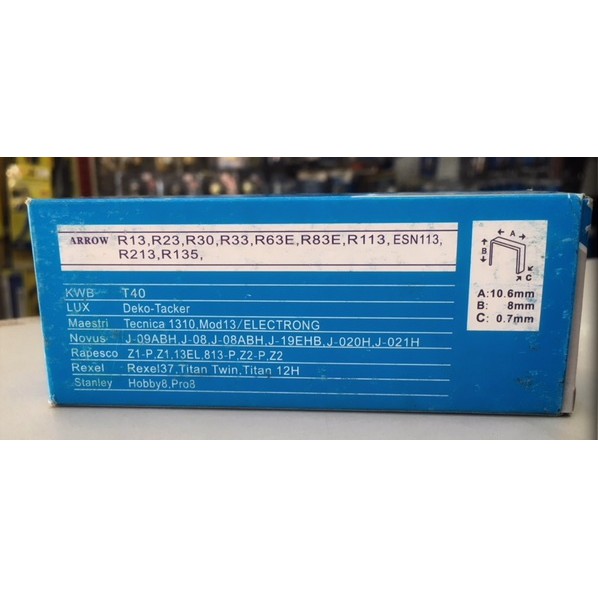 ARROW R13,R23,R30,R33,R63E,R83E,R113,ESN113,
R213,R135,
KWB T40
LUX Deko-Tacker
Maestri Tecnica 1310,Mod13/ELECTRONG
Novus J-09ABH,J-08,J-08ABH,J-19EHB,J-020H,J-021H
Rapesco Z1-P,Z1,13EL,813-P,Z2-P,Z2
Rexel Rexel37,Titan Twin,Titan 12H
Stanley Hobby8,Pro8
A
B
C
A:10.6mm
B: 8mm
C: 0.7mm